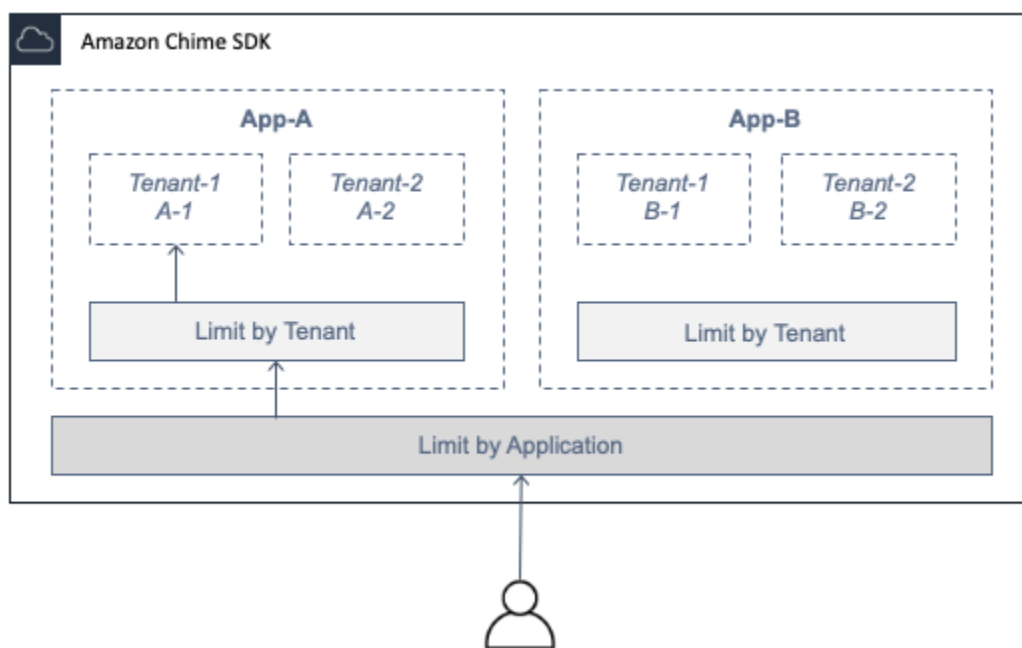 Amazon Chime SDK
App-A
Tenant-1
A-1
Tenant-2
A-2
Limit by Tenant
App-B
Tenant-1
B-1
Tenant-2
B-2
Limit by Tenant
Limit by Application